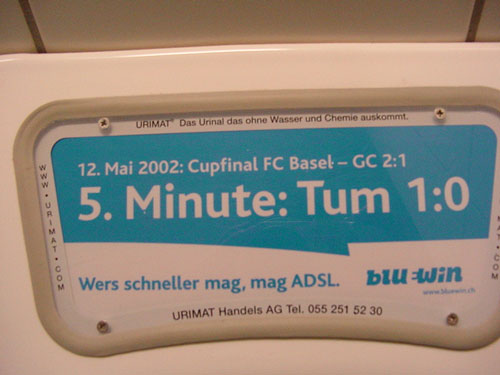 URIMAT® Das Urinal das ohne Wasser und Chemie auskommt.
12. Mai 2002: Cupfinal FC Basel – GC 2:1
5. Minute: Tum 1:0
Wers schneller mag, mag ADSL.
blu win
www.bluewin.ch
URIMAT Handels AG Tel. 055 251 52 30
WWW•URIMAT•COM